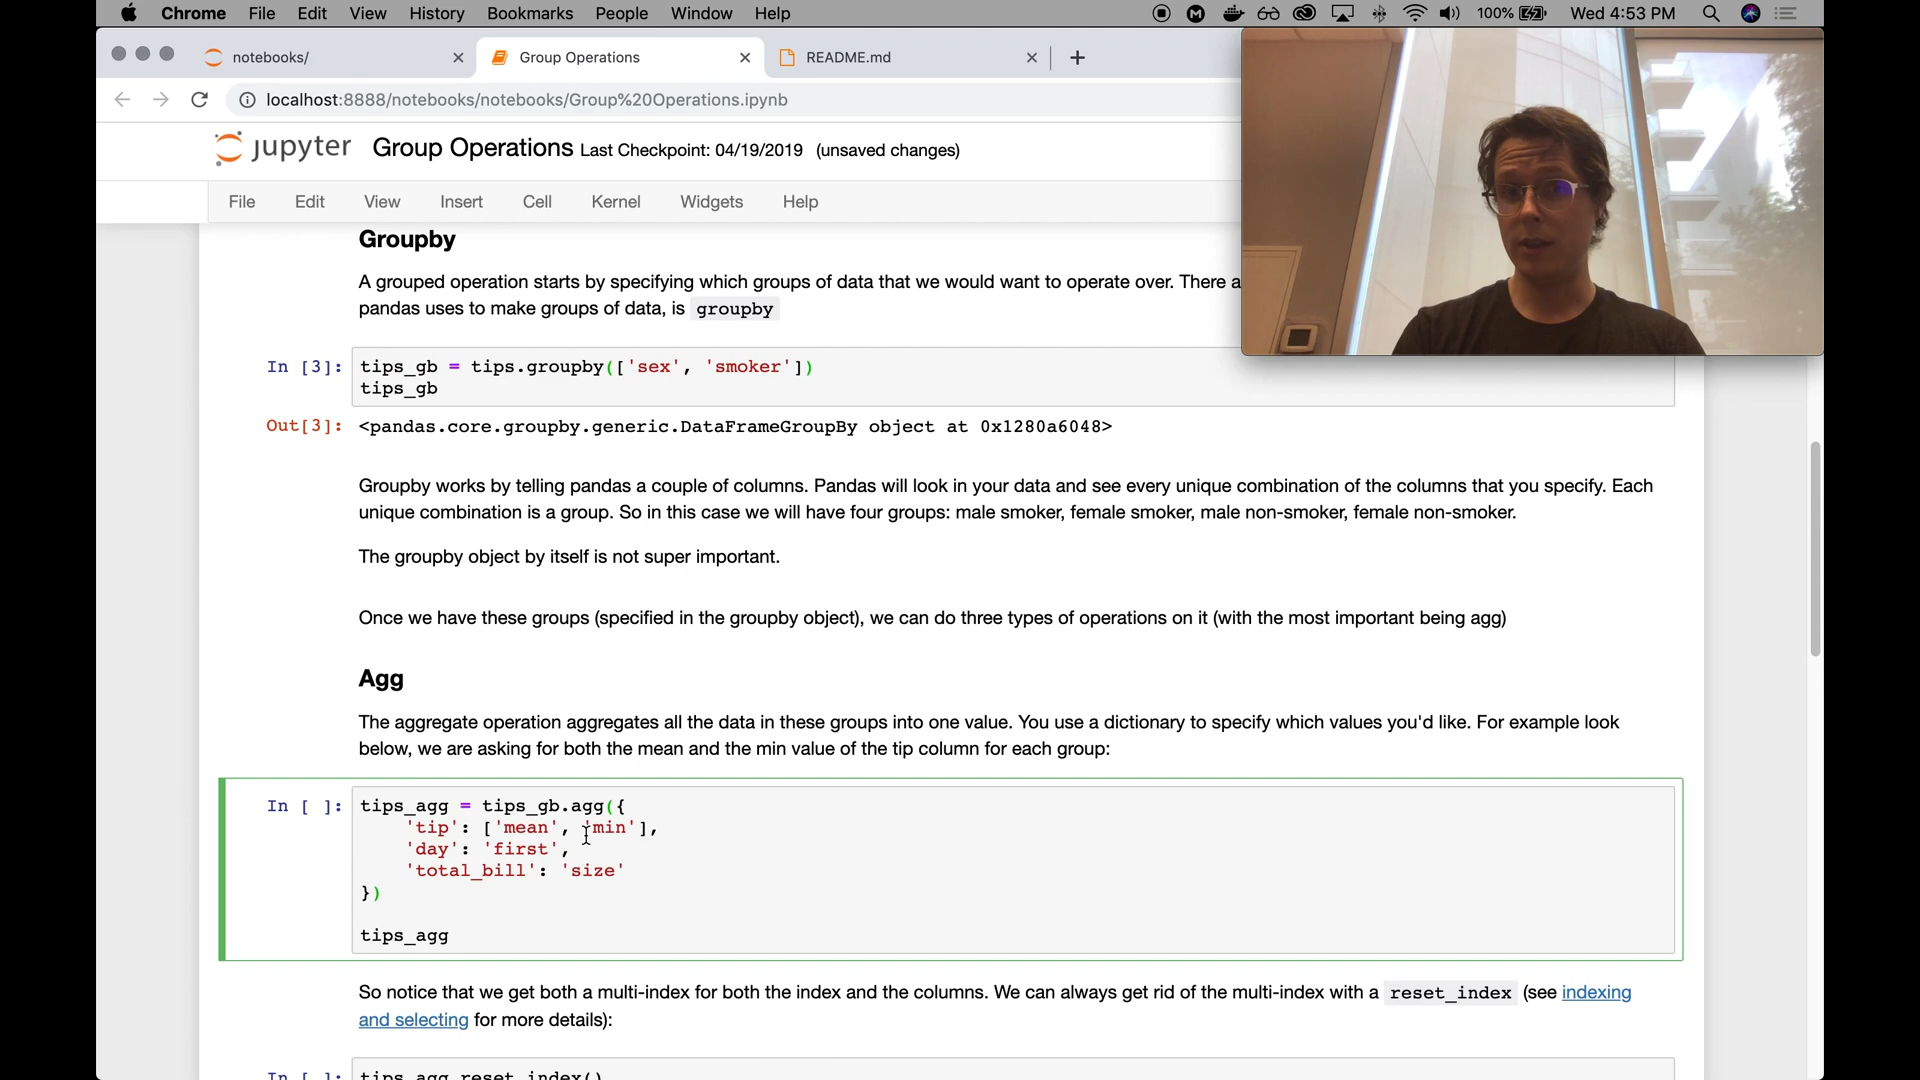 Chrome File Edit View History Bookmarks People Window Help 100% Wed 4:53 PM
notebooks/ Group Operations README.md
localhost:8888/notebooks/notebooks/Group%20Operations.ipynb
jupyter Group Operations Last Checkpoint: 04/19/2019 (unsaved changes)
File Edit View Insert Cell Kernel Widgets Help
Groupby
A grouped operation starts by specifying which groups of data that we would want to operate over. There a
pandas uses to make groups of data, is groupby
In [3]: tips_gb = tips.groupby(['sex', 'smoker'])
tips_gb
Out[3]: <pandas.core.groupby.generic.DataFrameGroupBy object at 0x1280a6048>
Groupby works by telling pandas a couple of columns. Pandas will look in your data and see every unique combination of the columns that you specify. Each
unique combination is a group. So in this case we will have four groups: male smoker, female smoker, male non-smoker, female non-smoker.
The groupby object by itself is not super important.
Once we have these groups (specified in the groupby object), we can do three types of operations on it (with the most important being agg)
Agg
The aggregate operation aggregates all the data in these groups into one value. You use a dictionary to specify which values you'd like. For example look
below, we are asking for both the mean and the min value of the tip column for each group:
In [ ]: tips_agg = tips_gb.agg({
'tip': ['mean', 'min'],
'day': 'first',
'total_bill': 'size'
})
tips_agg
So notice that we get both a multi-index for both the index and the columns. We can always get rid of the multi-index with a reset_index (see indexing
and selecting for more details):
In [ ]: tips_agg.reset_index()